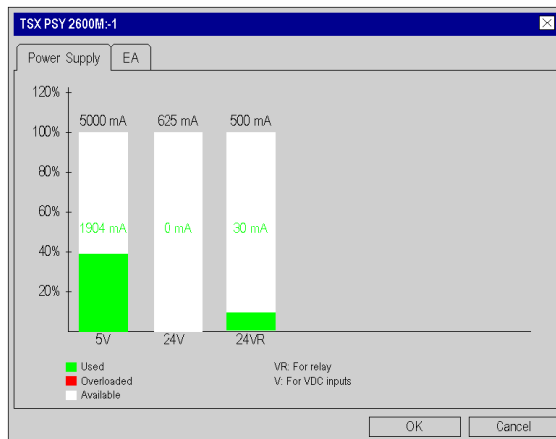 TSX PSY 2600M:-1
Power Supply EA
120%
5000 mA 625 mA 500 mA
100%
80%
60%
1904 mA 0 mA 30 mA
40%
20%
5V 24V 24VR
Used VR: For relay
Overloaded V: For VDC inputs
Available
OK Cancel